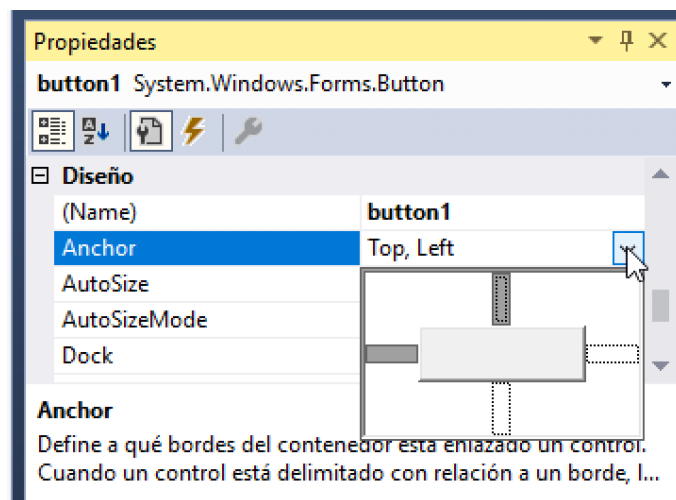 Propiedades
button1 System.Windows.Forms.Button
Diseño
(Name) button1
Anchor Top, Left
AutoSize
AutoSizeMode
Dock
Anchor
Define a qué bordes del contenedor está enlazado un control.
Cuando un control está delimitado con relación a un borde, l...